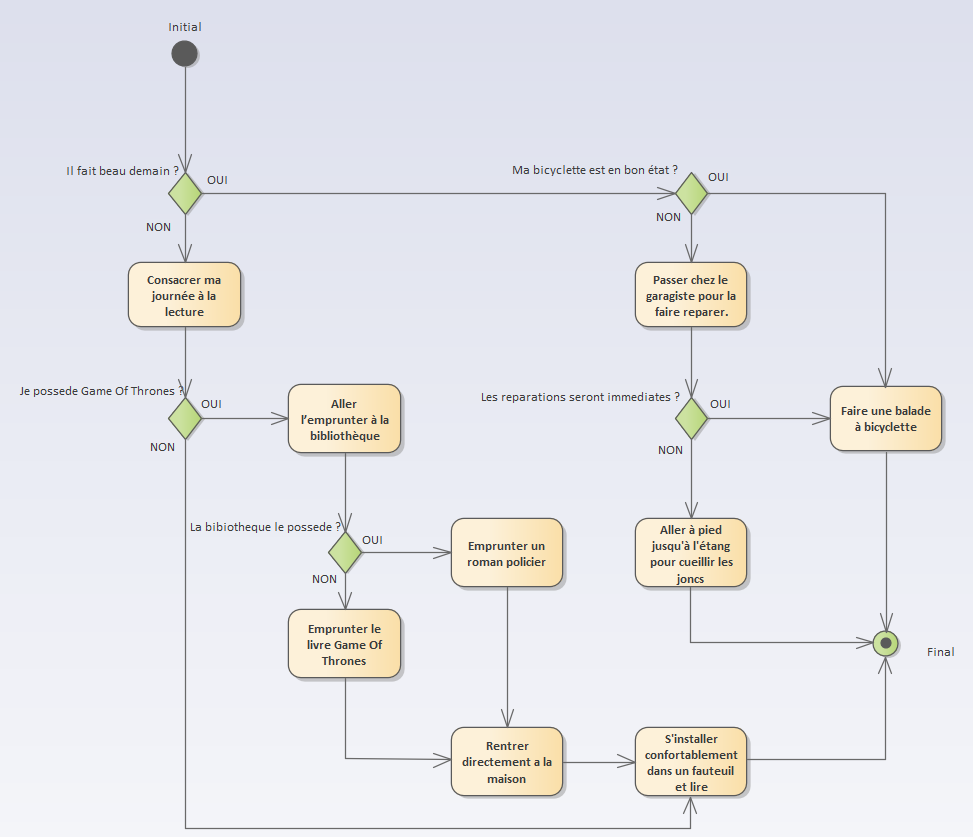 Initial
Il fait beau demain ?
OUI
NON
Ma bicyclette est en bon état ?
OUI
NON
Consacrer ma
journée à la
lecture
Passer chez le
garagiste pour la
faire reparer.
Je possede Game Of Thrones ?
OUI
NON
Aller
l'emprunter à la
bibliothèque
Les reparations seront immediates ?
OUI
NON
Faire une balade
à bicyclette
La bibiotheque le possede ?
OUI
NON
Emprunter un
roman policier
Aller à pied
jusqu'à l'étang
pour cueillir les
joncs
Emprunter le
livre Game Of
Thrones
Final
Rentrer
directement a la
maison
S'installer
confortablement
dans un fauteuil
et lire